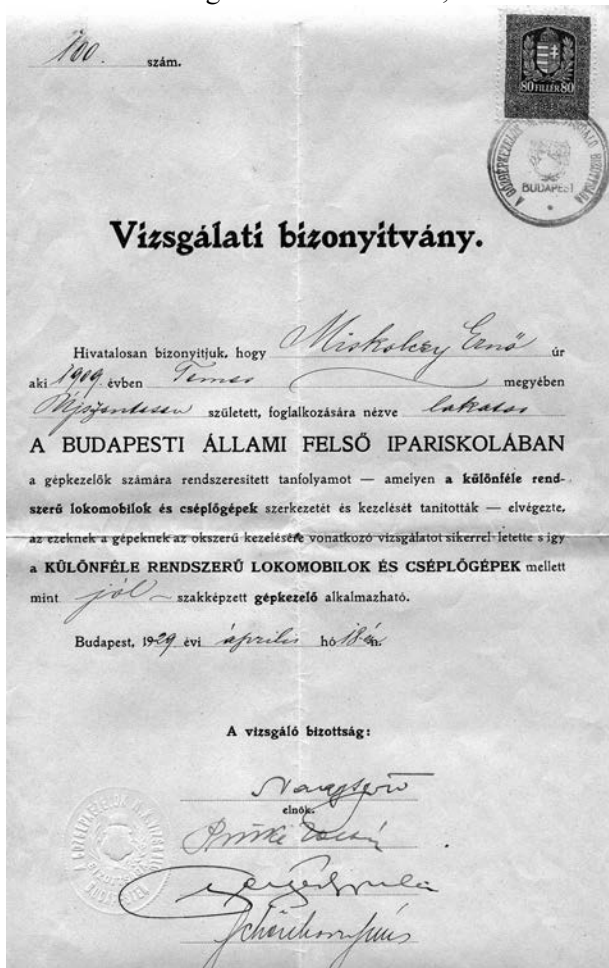 100. szám.
80 FILLÉR 80
BUDAPEST
Vizsgálati bizonyitvány.
Hivatalosan bizonyitjuk, hogy Miskolczy Ernő úr
aki 1909. évben Temes megyében
született, foglalkozására nézve lakatos
A BUDAPESTI ÁLLAMI FELSŐ IPARISKOLÁBAN
a gépkezelők számára rendszeresitett tanfolyamot — amelyen a különféle rend-
szerű lokomobilok és cséplőgépek szerkezetét és kezelését tanitották — elvégezte,
az ezeknek a gépeknek az okszerű kezelésére vonatkozó vizsgálatot sikerrel letette s igy
a KÜLÖNFÉLE RENDSZERŰ LOKOMOBILOK ÉS CSÉPLŐGÉPEK mellett
mint jól szakképzett gépkezelő alkalmazható.
Budapest, 1929 évi április hó 18-án.
A vizsgáló bizottság:
elnök.